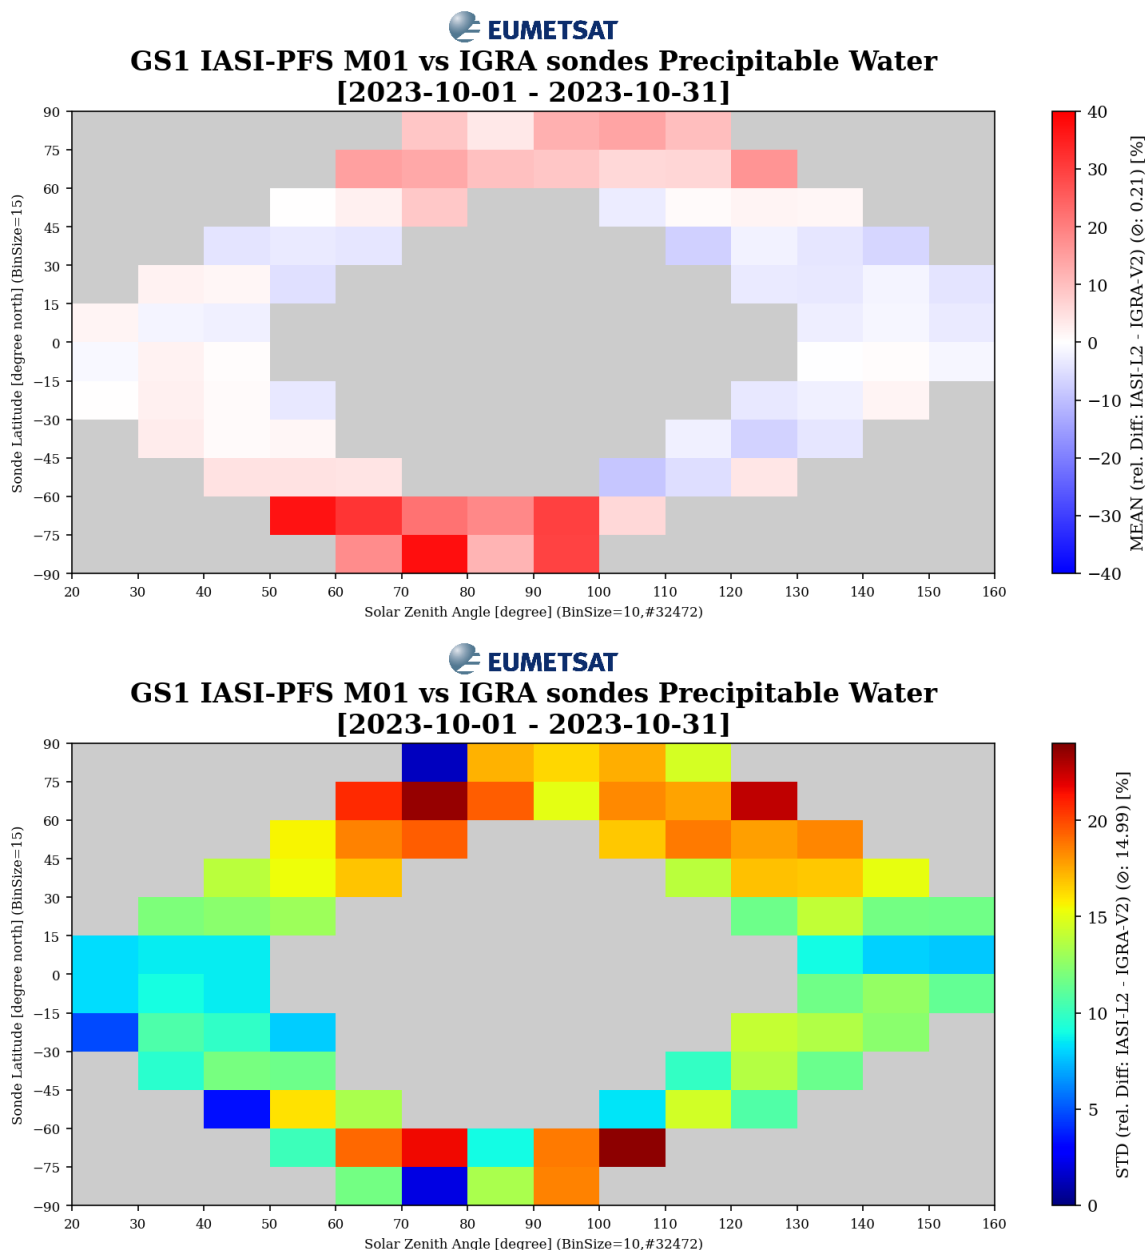 EUMETSAT
GS1 IASI-PFS M01 vs IGRA sondes Precipitable Water
[2023-10-01 - 2023-10-31]
90
75
60
45
30
15
0
−15
−30
−45
−60
−75
−90
Sonde Latitude [degree north] (BinSize=15)
20 30 40 50 60 70 80 90 100 110 120 130 140 150 160
Solar Zenith Angle [degree] (BinSize=10,#32472)
40
30
20
10
0
−10
−20
−30
−40
MEAN (rel. Diff: IASI-L2 - IGRA-V2) (⊘: 0.21) [%]
EUMETSAT
GS1 IASI-PFS M01 vs IGRA sondes Precipitable Water
[2023-10-01 - 2023-10-31]
90
75
60
45
30
15
0
−15
−30
−45
−60
−75
−90
Sonde Latitude [degree north] (BinSize=15)
20 30 40 50 60 70 80 90 100 110 120 130 140 150 160
Solar Zenith Angle [degree] (BinSize=10,#32472)
20
15
10
5
0
STD (rel. Diff: IASI-L2 - IGRA-V2) (⊘: 14.99) [%]